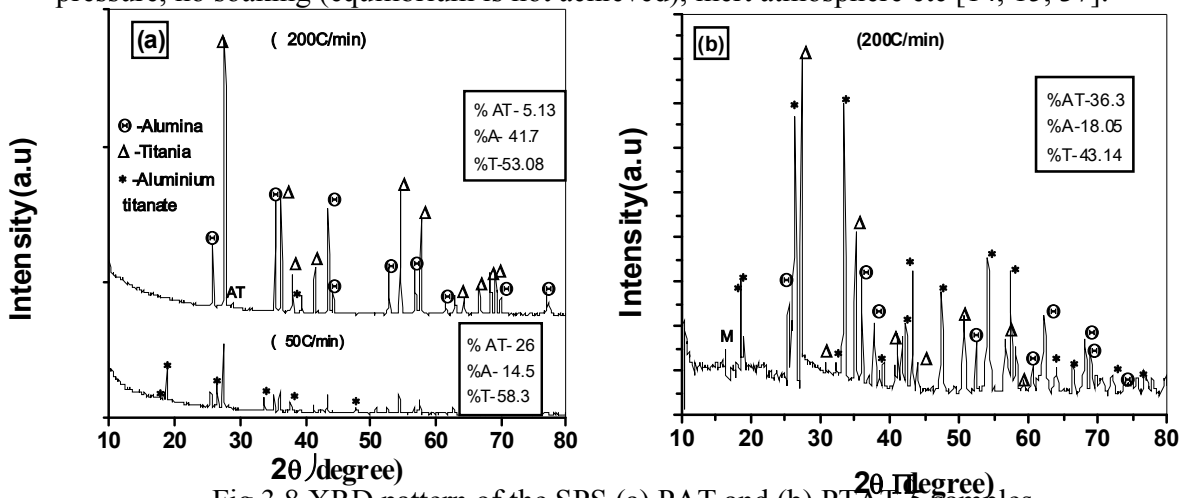 pressure, no soaking (equilibrium is not achieved), inert atmosphere etc [14, 15, 37].
(a)
( 200C/min)
% AT- 5.13
%A- 41.7
%T-53.08
Θ -Alumina
Δ -Titania
* -Aluminium
titanate
AT
( 50C/min)
% AT- 26
%A- 14.5
%T- 58.3
Intensity(a.u)
10 20 30 40 50 60 70 80
2θ degree)
(b)
(200C/min)
%AT-36.3
%A-18.05
%T-43.14
M
Intensity(a.u)
10 20 30 40 50 60 70 80
2θ degree)
Fig 3.8 XRD pattern of the SPS (a) and (b) samples